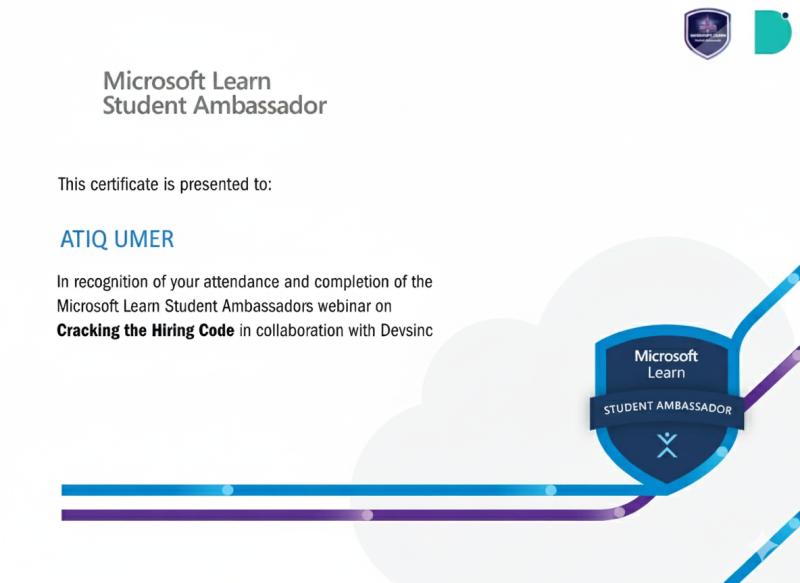 Microsoft Learn
Student Ambassador
This certificate is presented to:
ATIQ UMER
In recognition of your attendance and completion of the
Microsoft Learn Student Ambassadors webinar on
Cracking the Hiring Code in collaboration with Devsinc
Microsoft
Learn
STUDENT AMBASSADOR